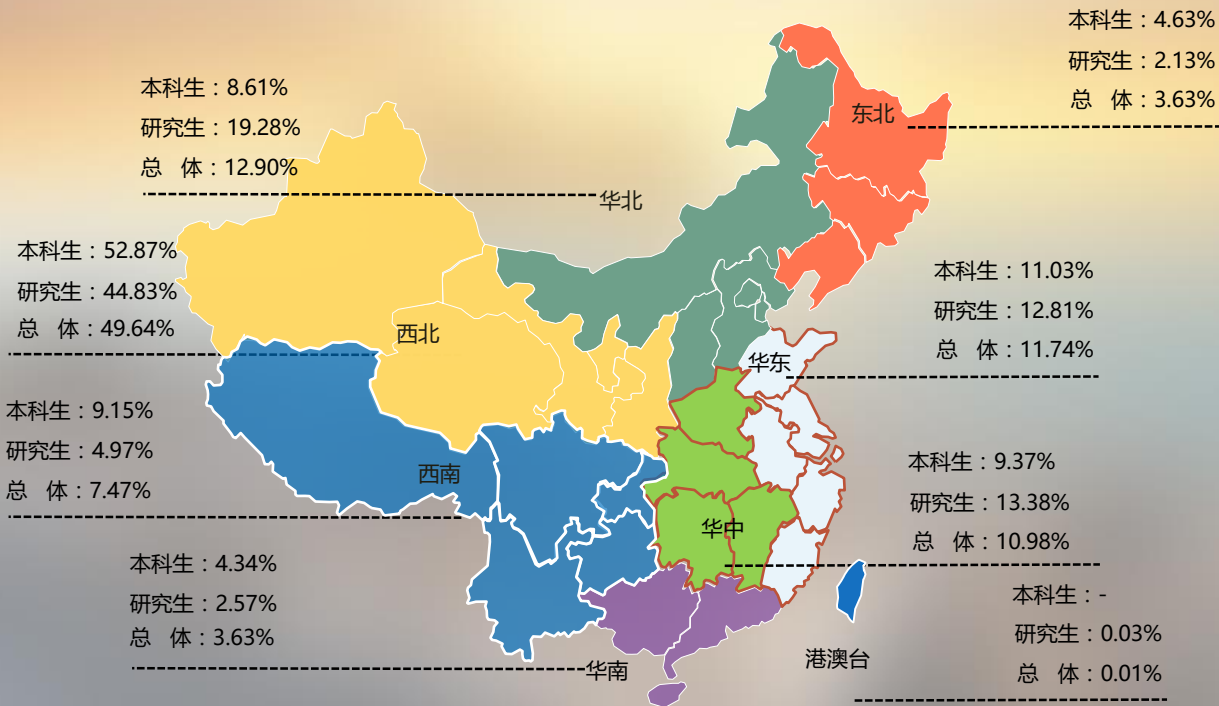 本科生：4.63%
研究生：2.13%
总 体：3.63%
东北
本科生：8.61%
研究生：19.28%
总 体：12.90%
华北
本科生：52.87%
研究生：44.83%
总 体：49.64%
西北
本科生：11.03%
研究生：12.81%
总 体：11.74%
华东
本科生：9.15%
研究生：4.97%
总 体：7.47%
西南
本科生：9.37%
研究生：13.38%
总 体：10.98%
华中
本科生：4.34%
研究生：2.57%
总 体：3.63%
华南
本科生：-
研究生：0.03%
总 体：0.01%
港澳台